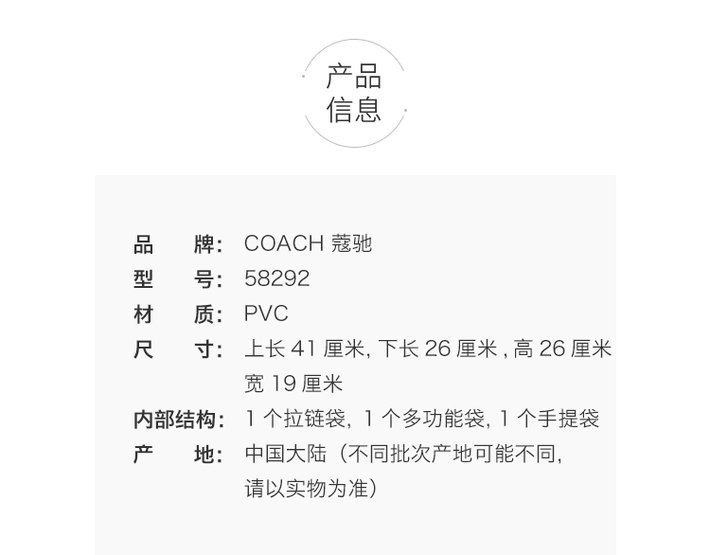 产品
信息
品 牌： COACH 蔻驰
型 号： 58292
材 质： PVC
尺 寸： 上长 41 厘米, 下长 26 厘米 , 高 26 厘米
宽 19 厘米
内部结构： 1 个拉链袋, 1 个多功能袋, 1 个手提袋
产 地： 中国大陆（不同批次产地可能不同,
请以实物为准）